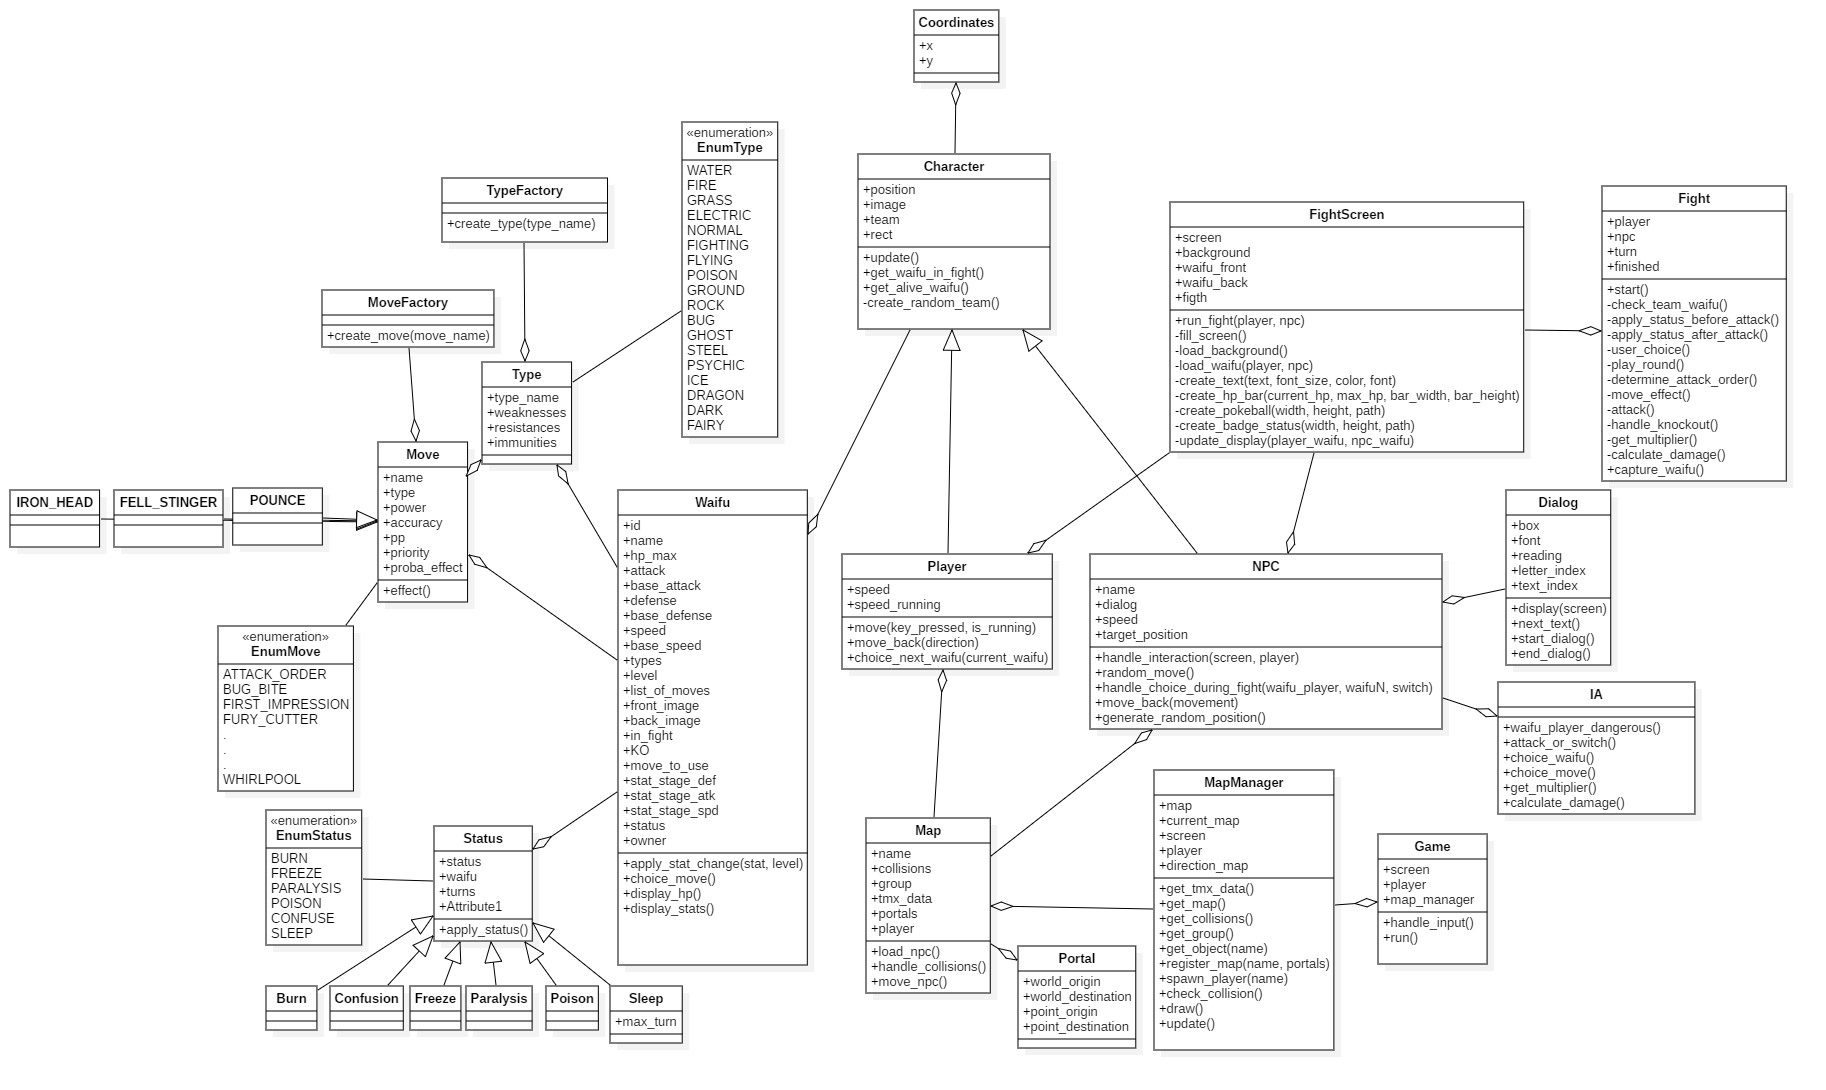 Coordinates
+x
+y
«enumeration»
EnumType
WATER
FIRE
GRASS
ELECTRIC
NORMAL
FIGHTING
FLYING
POISON
GROUND
ROCK
BUG
GHOST
STEEL
PSYCHIC
ICE
DRAGON
DARK
FAIRY
Character
+position
+image
+team
+rect
+update()
+get_waifu_in_fight()
+get_alive_waifu()
-create_random_team()
TypeFactory
+create_type(type_name)
FightScreen
+screen
+background
+waifu_front
+waifu_back
+figth
+run_fight(player, npc)
-fill_screen()
-load_background()
-load_waifu(player, npc)
-create_text(text, font_size, color, font)
-create_hp_bar(current_hp, max_hp, bar_width, bar_height)
-create_pokeball(width, height, path)
-create_badge_status(width, height, path)
-update_display(player_waifu, npc_waifu)
Fight
+player
+npc
+turn
+finished
+start()
-check_team_waifu()
-apply_status_before_attack()
-apply_status_after_attack()
-user_choice()
-play_round()
-determine_attack_order()
-move_effect()
-attack()
-handle_knockout()
-get_multiplier()
-calculate_damage()
+capture_waifu()
MoveFactory
+create_move(move_name)
Type
+type_name
+weaknesses
+resistances
+immunities
Move
+name
+type
+power
+accuracy
+pp
+priority
+proba_effect
+effect()
IRON_HEAD
FELL_STINGER
POUNCE
Waifu
+id
+name
+hp_max
+attack
+base_attack
+defense
+base_defense
+speed
+base_speed
+types
+level
+list_of_moves
+front_image
+back_image
+in_fight
+KO
+move_to_use
+stat_stage_def
+stat_stage_atk
+stat_stage_spd
+status
+owner
+apply_stat_change(stat, level)
+choice_move()
+display_hp()
+display_stats()
Dialog
+box
+font
+reading
+letter_index
+text_index
+display(screen)
+next_text()
+start_dialog()
+end_dialog()
Player
+speed
+speed_running
+move(key_pressed, is_running)
+move_back(direction)
+choice_next_waifu(current_waifu)
NPC
+name
+dialog
+speed
+target_position
+handle_interaction(screen, player)
+random_move()
+handle_choice_during_fight(waifu_player, waifuN, switch)
+move_back(movement)
+generate_random_position()
«enumeration»
EnumMove
ATTACK_ORDER
BUG_BITE
FIRST_IMPRESSION
FURY_CUTTER
.
.
.
WHIRLPOOL
IA
+waifu_player_dangerous()
+attack_or_switch()
+choice_waifu()
+choice_move()
+get_multiplier()
+calculate_damage()
MapManager
+map
+current_map
+screen
+player
+direction_map
+get_tmx_data()
+get_map()
+get_collisions()
+get_group()
+get_object(name)
+register_map(name, portals)
+spawn_player(name)
+check_collision()
+draw()
+update()
«enumeration»
EnumStatus
BURN
FREEZE
PARALYSIS
POISON
CONFUSE
SLEEP
Status
+status
+waifu
+turns
+Attribute1
+apply_status()
Map
+name
+collisions
+group
+tmx_data
+portals
+player
+load_npc()
+handle_collisions()
+move_npc()
Game
+screen
+player
+map_manager
+handle_input()
+run()
Portal
+world_origin
+world_destination
+point_origin
+point_destination
Burn
Confusion
Freeze
Paralysis
Poison
Sleep
+max_turn